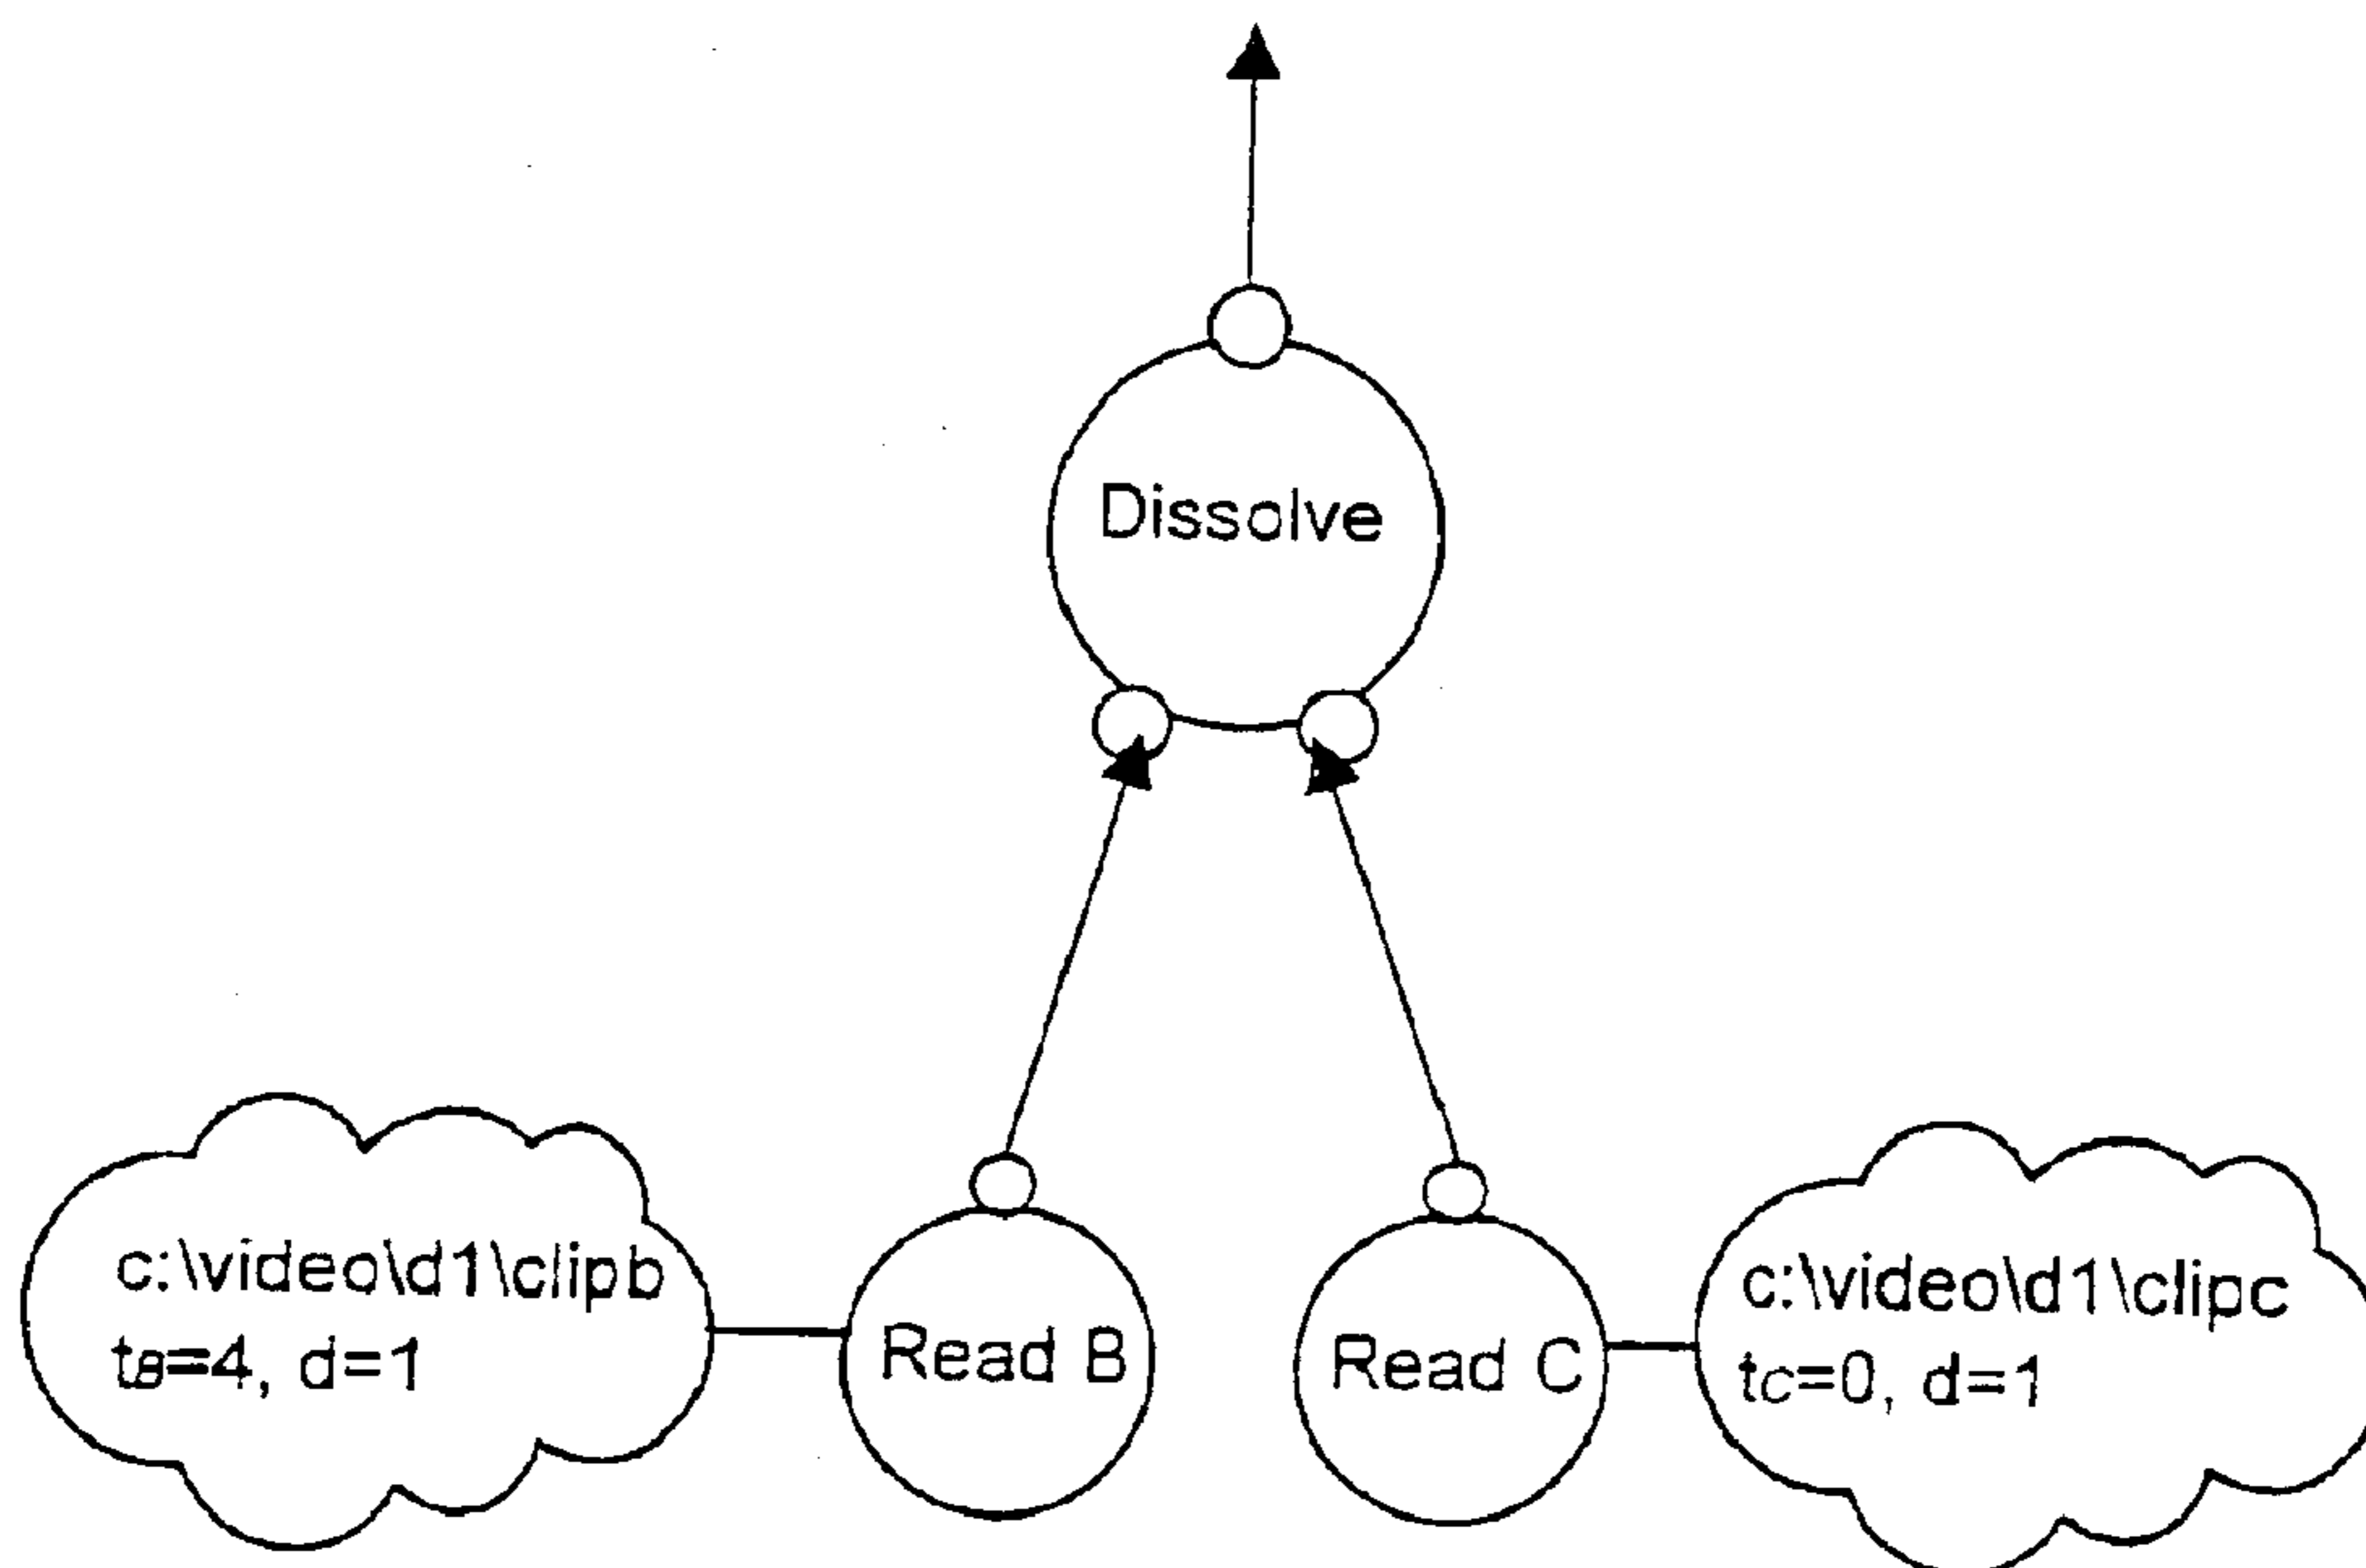 Dissolve
c:\video\d1\clipb
tB=4, d=1
Read B
Read C
c:\video\d1\clipc
tC=0, d=1